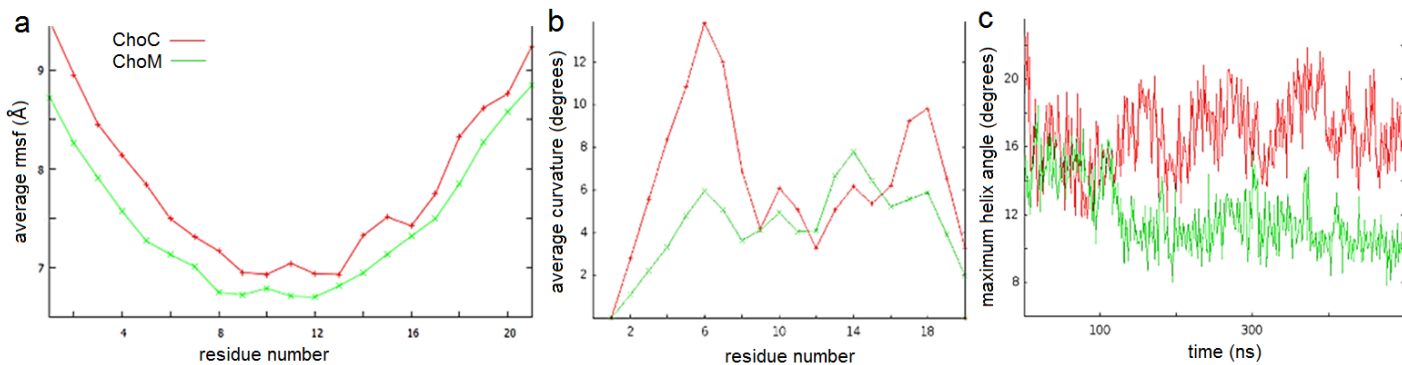 a
ChoC
ChoM
average rmsf (Å)
9
8
7
4
8
12
16
20
residue number
b
average curvature (degrees)
12
10
8
6
4
2
2
6
10
14
18
residue number
c
maximum helix angle (degrees)
20
16
12
8
100
300
time (ns)